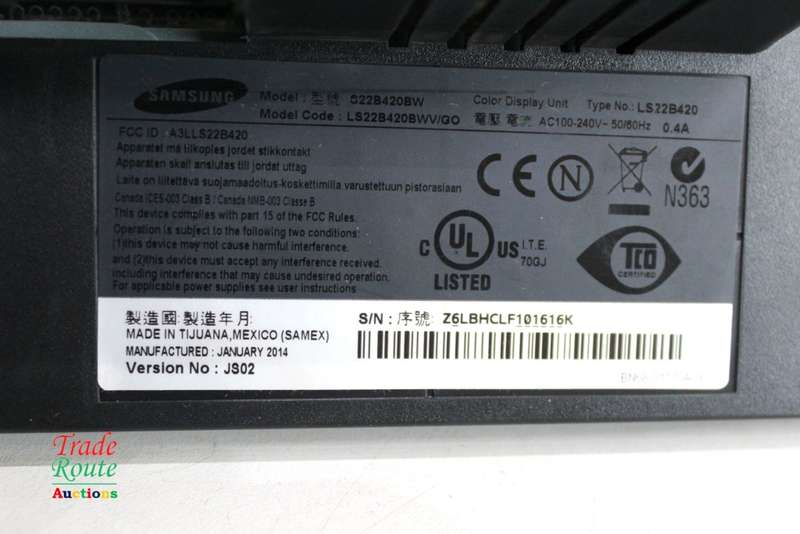 SAMSUNG
Model : 型號 S22B420BW Color Display Unit Type No.: LS22B420
Model Code : LS22B420BWV/GO 電壓 電流 AC100-240V~ 50/60Hz 0.4A
FCC ID : A3LLS22B420
Apparatet må tilkoples jordet stikkontakt
Apparaten skall anslutas till jordat uttag
Laite on liitettävä suojamaadoitus-koskettimilla varustettuun pistorasiaan
Canada ICES-003 Class B / Canada NMB-003 Classe B
This device complies with part 15 of the FCC Rules.
Operation is subject to the following two conditions:
(1)this device may not cause harmful interference.
and (2)this device must accept any interference received.
including interference that may cause undesired operation.
For applicable power supplies see user instructions
CE N
N363
C UL US I.T.E.
70GJ
LISTED
TCO
CERTIFIED
製造國:製造年月:
MADE IN TIJUANA,MEXICO (SAMEX)
MANUFACTURED : JANUARY 2014
Version No : JS02
S/N : 序號: Z6LBHCLF101616K
Trade
Route
Auctions